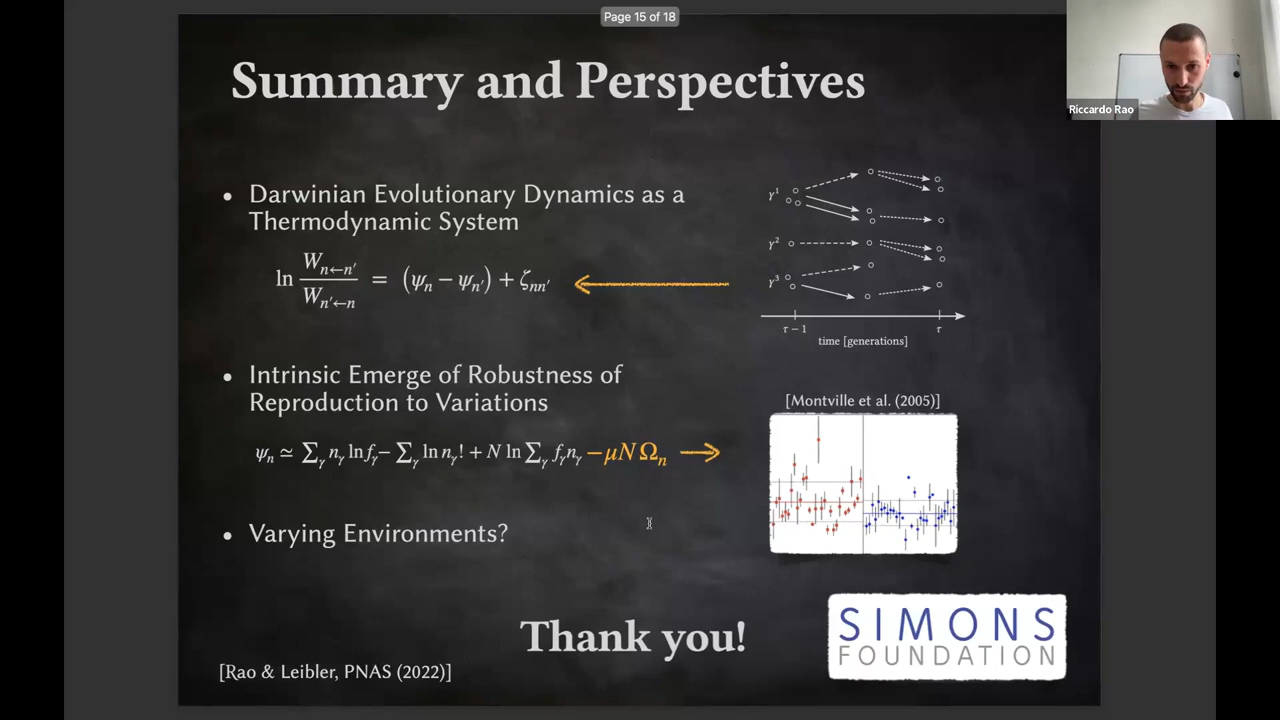 Page 15 of 18
Riccardo Rao
Summary and Perspectives
• Darwinian Evolutionary Dynamics as a
Thermodynamic System
ln W_{n←n'} / W_{n'←n} = (ψ_n − ψ_{n'}) + ζ_{nn'}
γ¹
γ²
γ³
τ − 1
τ
time [generations]
• Intrinsic Emerge of Robustness of
Reproduction to Variations
[Montville et al. (2005)]
ψ_n ≃ ∑_γ n_γ ln f_γ − ∑_γ ln n_γ! + N ln ∑_γ f_γ n_γ − μN Ω_n
• Varying Environments?
Thank you!
SIMONS
FOUNDATION
[Rao & Leibler, PNAS (2022)]